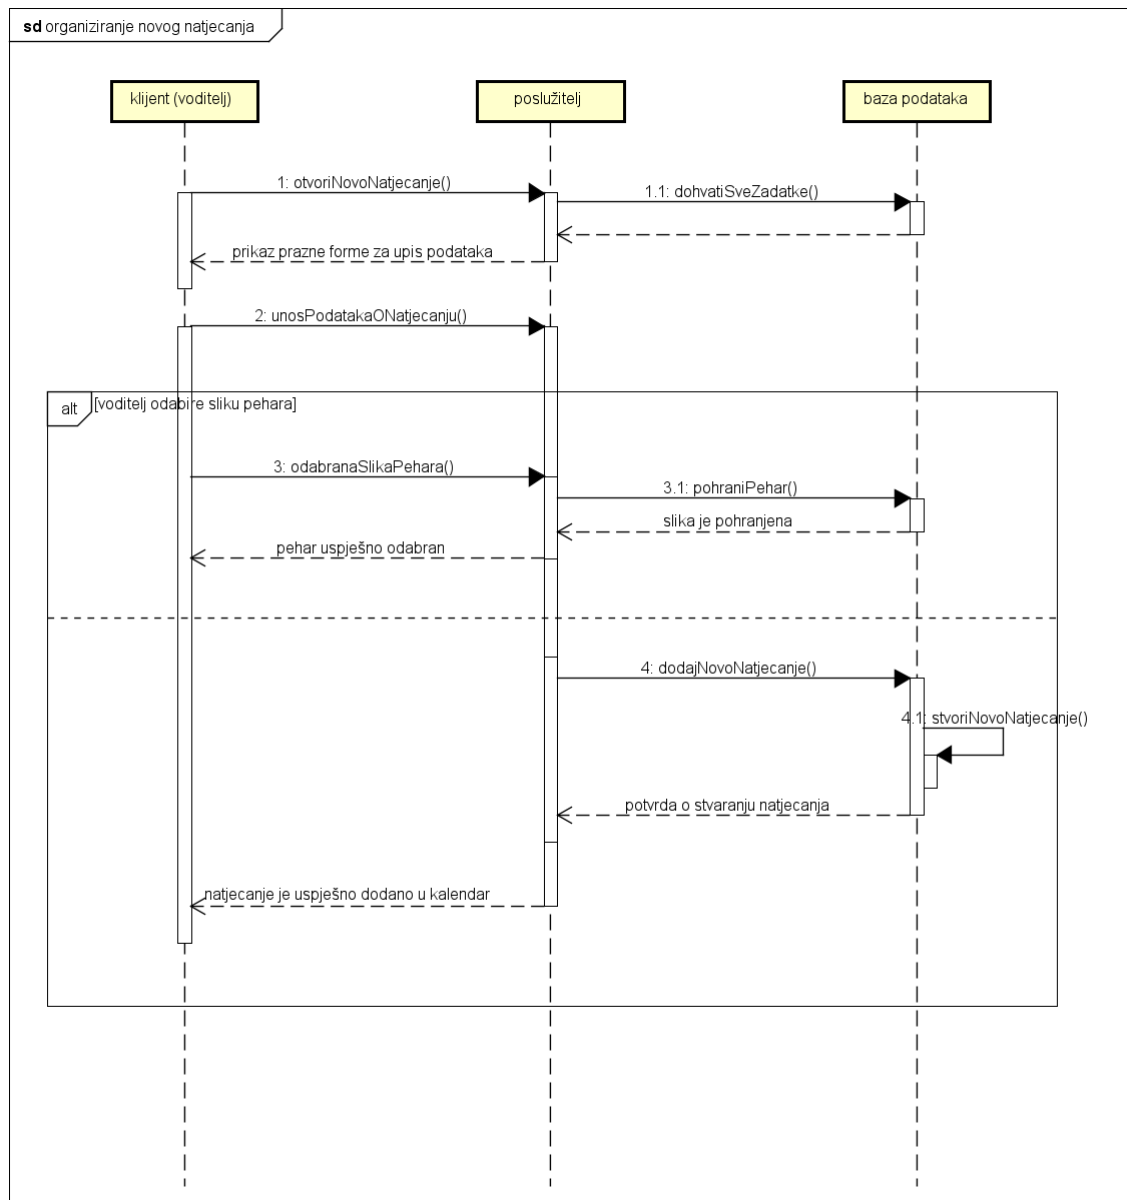 sd organiziranje novog natjecanja
klijent (voditelj)
poslužitelj
baza podataka
1: otvoriNovoNatjecanje()
1.1: dohvatiSveZadatke()
prikaz prazne forme za upis podataka
2: unosPodatakaONatjecanju()
alt
[voditelj odabire sliku pehara]
3: odabranaSlikaPehara()
3.1: pohraniPehar()
slika je pohranjena
pehar uspješno odabran
4: dodajNovoNatjecanje()
4.1: stvoriNovoNatjecanje()
potvrda o stvaranju natjecanja
natjecanje je uspješno dodano u kalendar